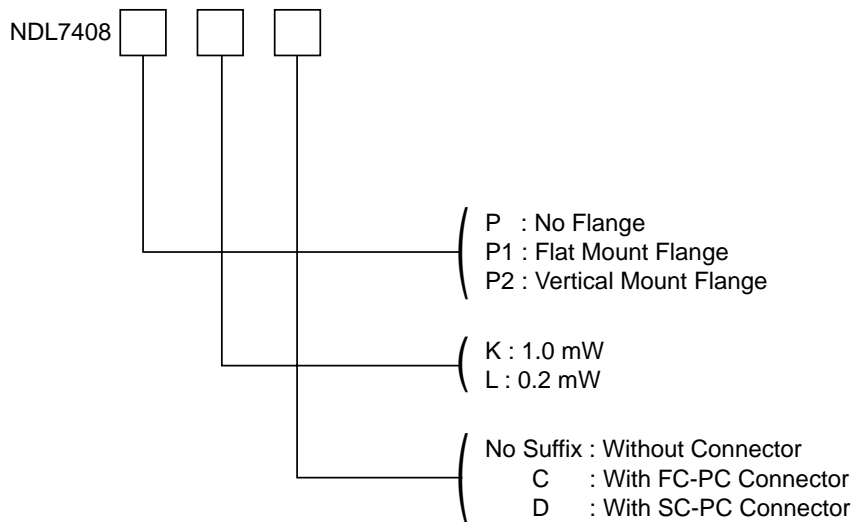 NDL7408
P : No Flange
P1 : Flat Mount Flange
P2 : Vertical Mount Flange
K : 1.0 mW
L : 0.2 mW
No Suffix : Without Connector
C : With FC-PC Connector
D : With SC-PC Connector